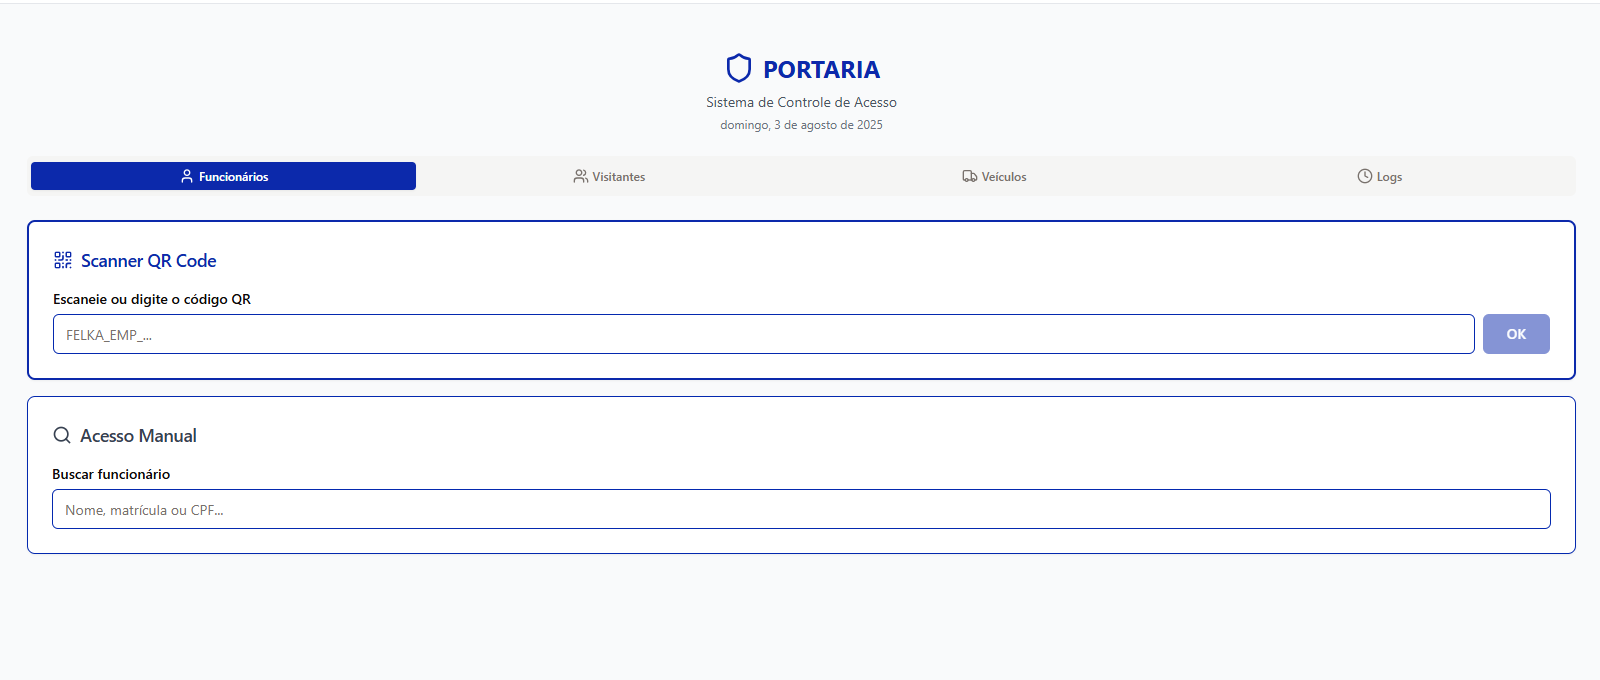 PORTARIA
Sistema de Controle de Acesso
domingo, 3 de agosto de 2025
Funcionários
Visitantes
Veículos
Logs
Scanner QR Code
Escaneie ou digite o código QR
FELKA_EMP_...
OK
Acesso Manual
Buscar funcionário
Nome, matrícula ou CPF...